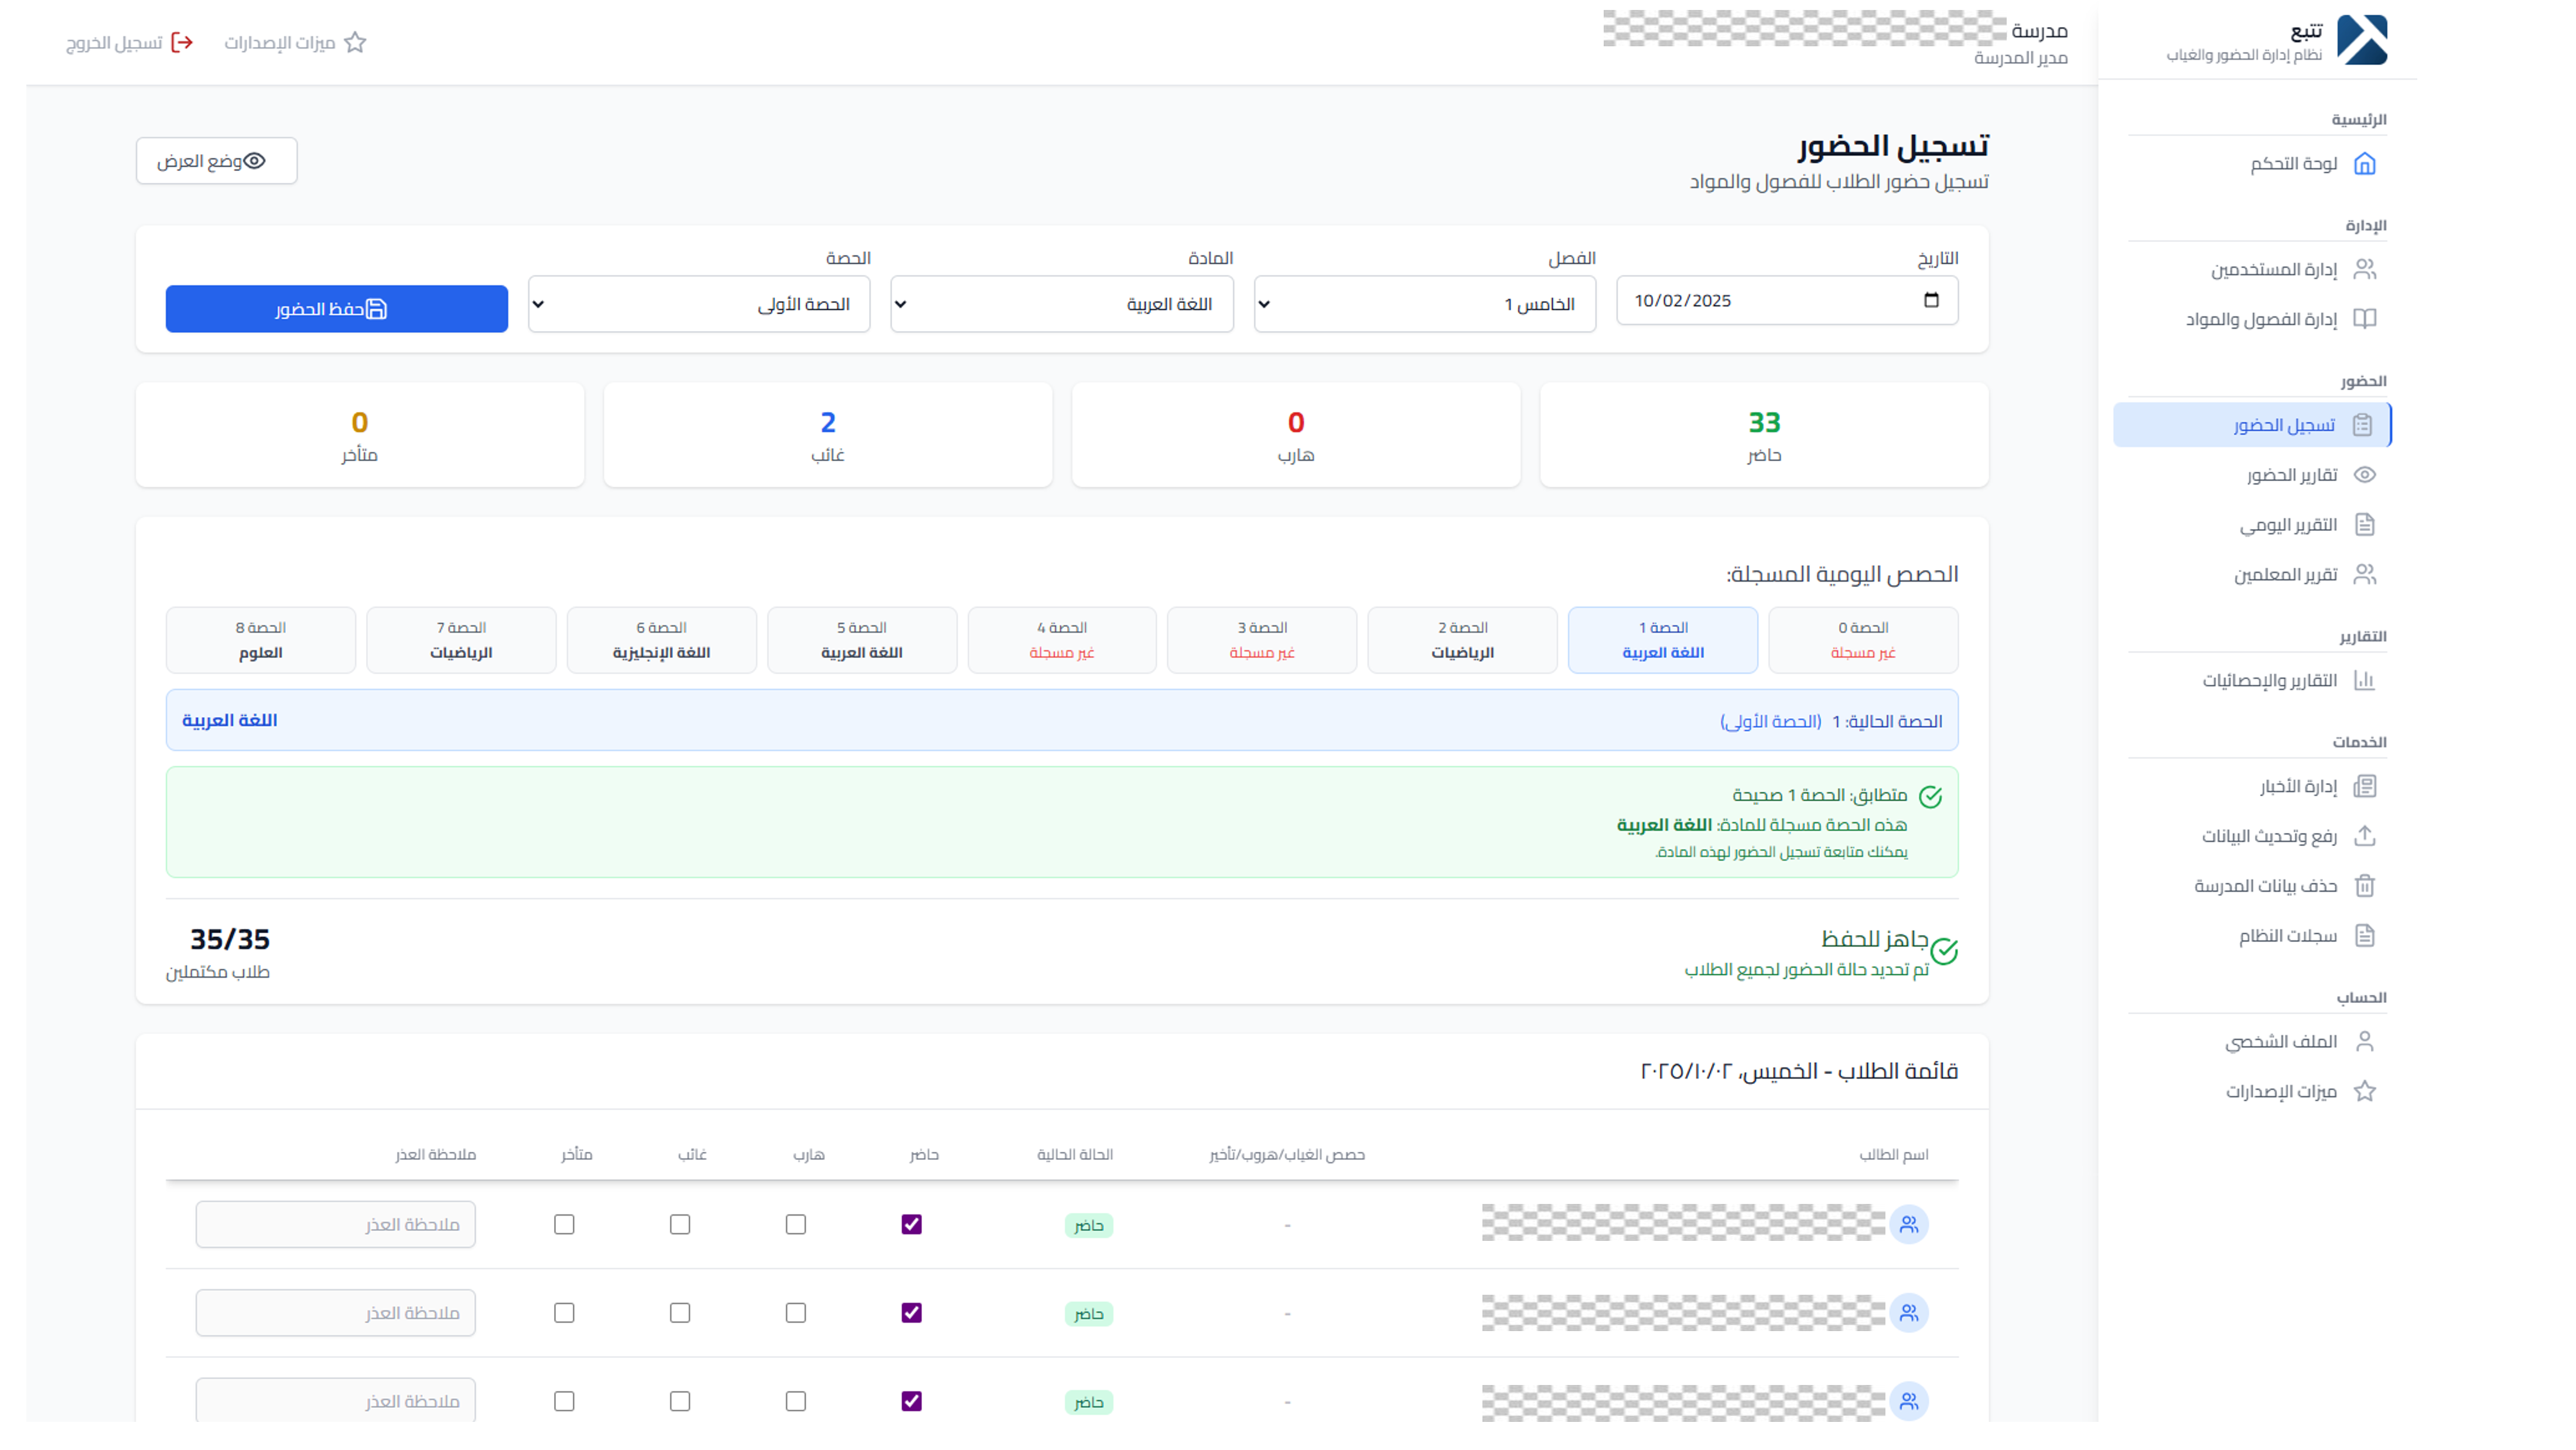 تتبع
نظام إدارة الحضور والغياب
الرئيسية
لوحة التحكم
الإدارة
إدارة المستخدمين
إدارة الفصول والمواد
الحضور
تسجيل الحضور
تقارير الحضور
التقرير اليومي
تقرير المعلمين
التقارير
التقارير والإحصائيات
الخدمات
إدارة الأخبار
رفع وتحديث البيانات
حذف بيانات المدرسة
سجلات النظام
الحساب
الملف الشخصي
ميزات الإصدارات
مدرسة
مدير المدرسة
ميزات الإصدارات
تسجيل الخروج
تسجيل الحضور
تسجيل حضور الطلاب للفصول والمواد
وضع العرض
التاريخ
10/02/2025
الفصل
الخامس 1
المادة
اللغة العربية
الحصة
الحصة الأولى
حفظ الحضور
33
حاضر
0
هارب
2
غائب
0
متأخر
الحصص اليومية المسجلة:
الحصة 0
غير مسجلة
الحصة 1
اللغة العربية
الحصة 2
الرياضيات
الحصة 3
غير مسجلة
الحصة 4
غير مسجلة
الحصة 5
اللغة العربية
الحصة 6
اللغة الإنجليزية
الحصة 7
الرياضيات
الحصة 8
العلوم
الحصة الحالية: 1 (الحصة الأولى)
اللغة العربية
متطابق: الحصة 1 صحيحة
هذه الحصة مسجلة للمادة: اللغة العربية
يمكنك متابعة تسجيل الحضور لهذه المادة.
جاهز للحفظ
تم تحديد حالة الحضور لجميع الطلاب
35/35
طلاب مكتملين
قائمة الطلاب - الخميس، ٢٠٢٥/١٠/٠٢
اسم الطالب حصص الغياب/هروب/تأخير الحالة الحالية حاضر هارب غائب متأخر ملاحظة العذر
- حاضر ملاحظة العذر
- حاضر ملاحظة العذر
- حاضر ملاحظة العذر